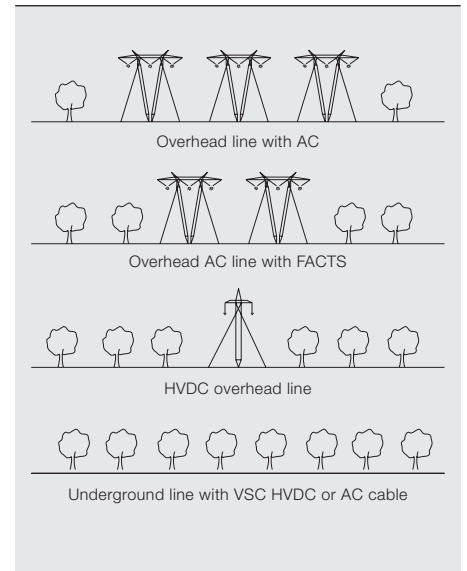 Overhead line with AC
Overhead AC line with FACTS
HVDC overhead line
Underground line with VSC HVDC or AC cable